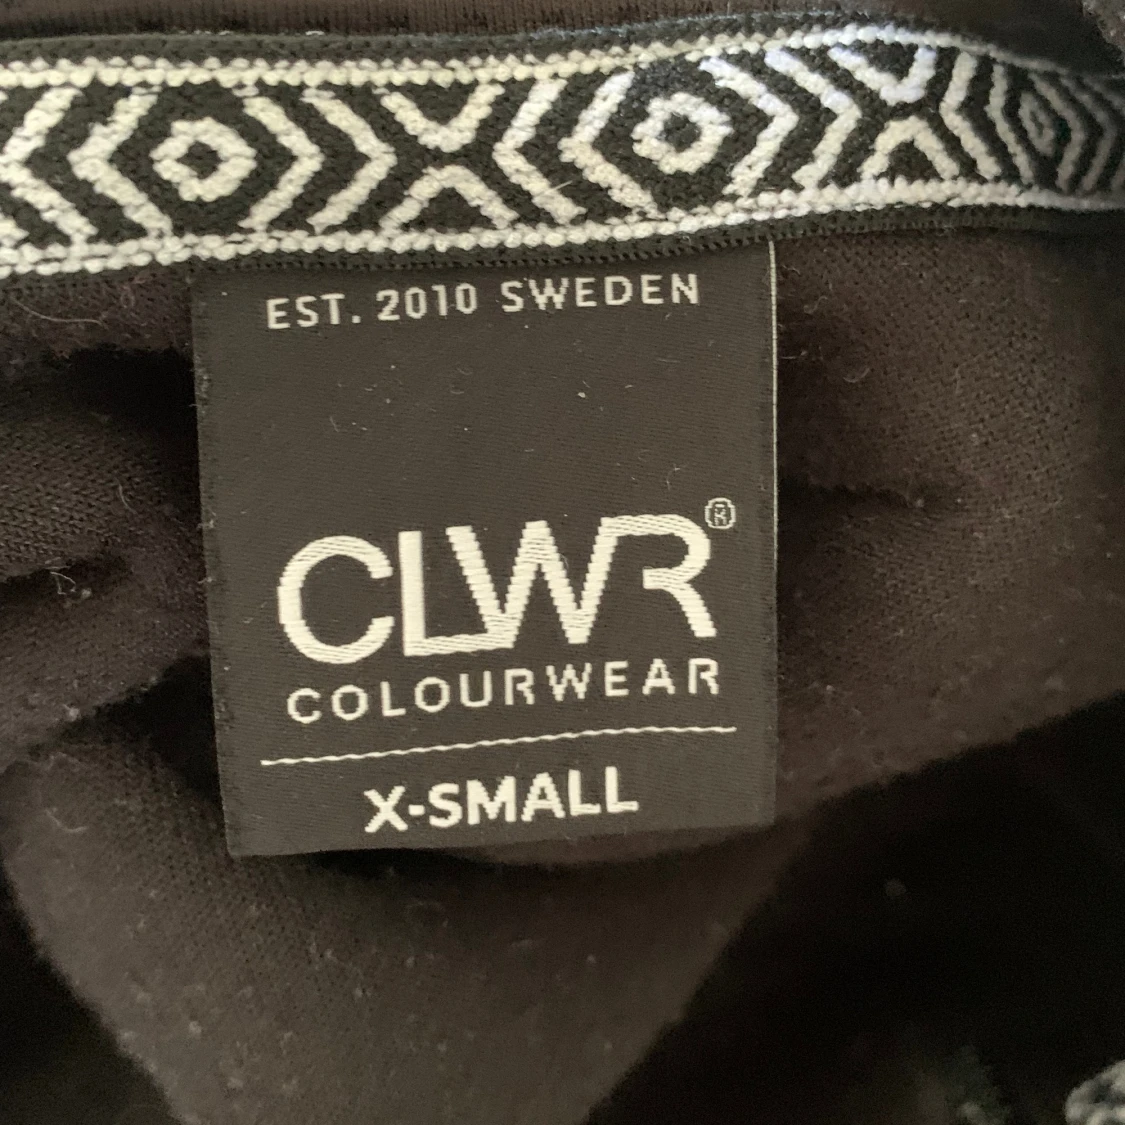 EST. 2010 SWEDEN
CLWR®
COLOURWEAR
X-SMALL